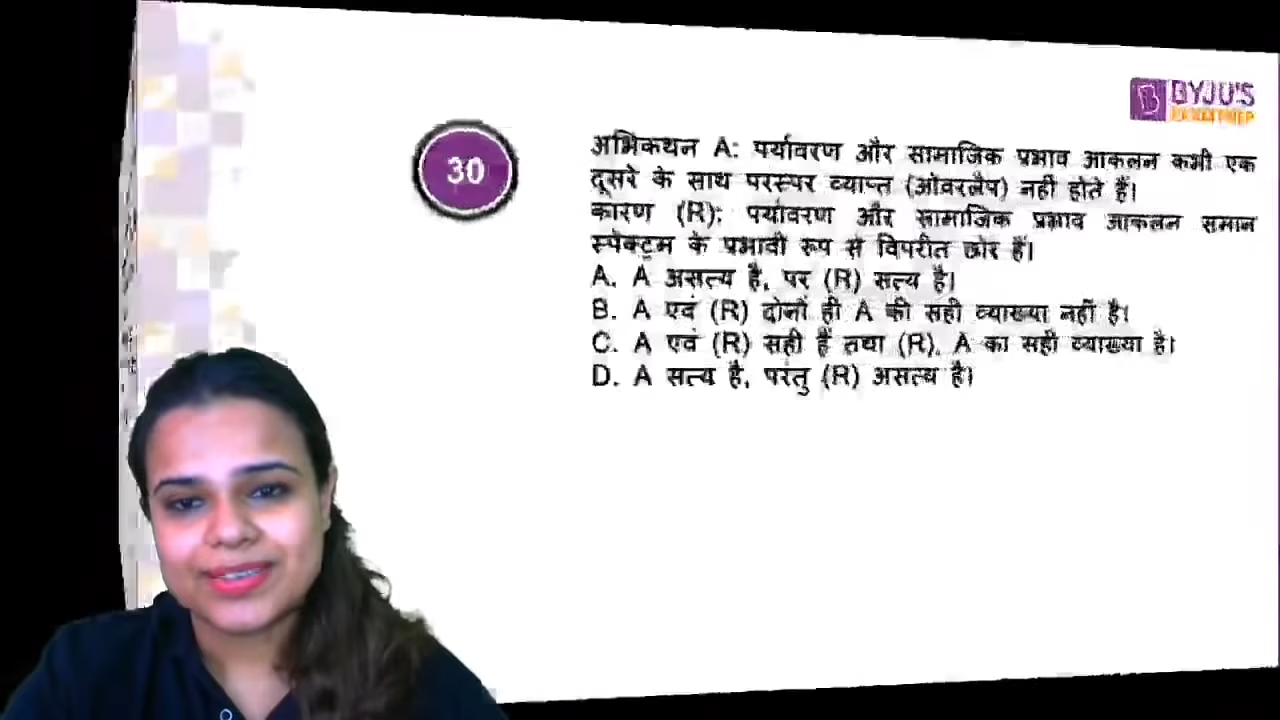 BYJU'S
30
अभिकथन A: पर्यावरण और सामाजिक प्रभाव आकलन कभी एक
दूसरे के साथ परस्पर व्याप्त (ओवरलैप) नहीं होते हैं।
कारण (R): पर्यावरण और सामाजिक प्रभाव आकलन समान
स्पेक्ट्रम के प्रभावी रूप से विपरीत छोर हैं।
A. A असत्य है, पर (R) सत्य है।
B. A एवं (R) दोनों ही A की सही व्याख्या नहीं है।
C. A एवं (R) सही हैं तथा (R), A का सही व्याख्या है।
D. A सत्य है, परंतु (R) असत्य है।